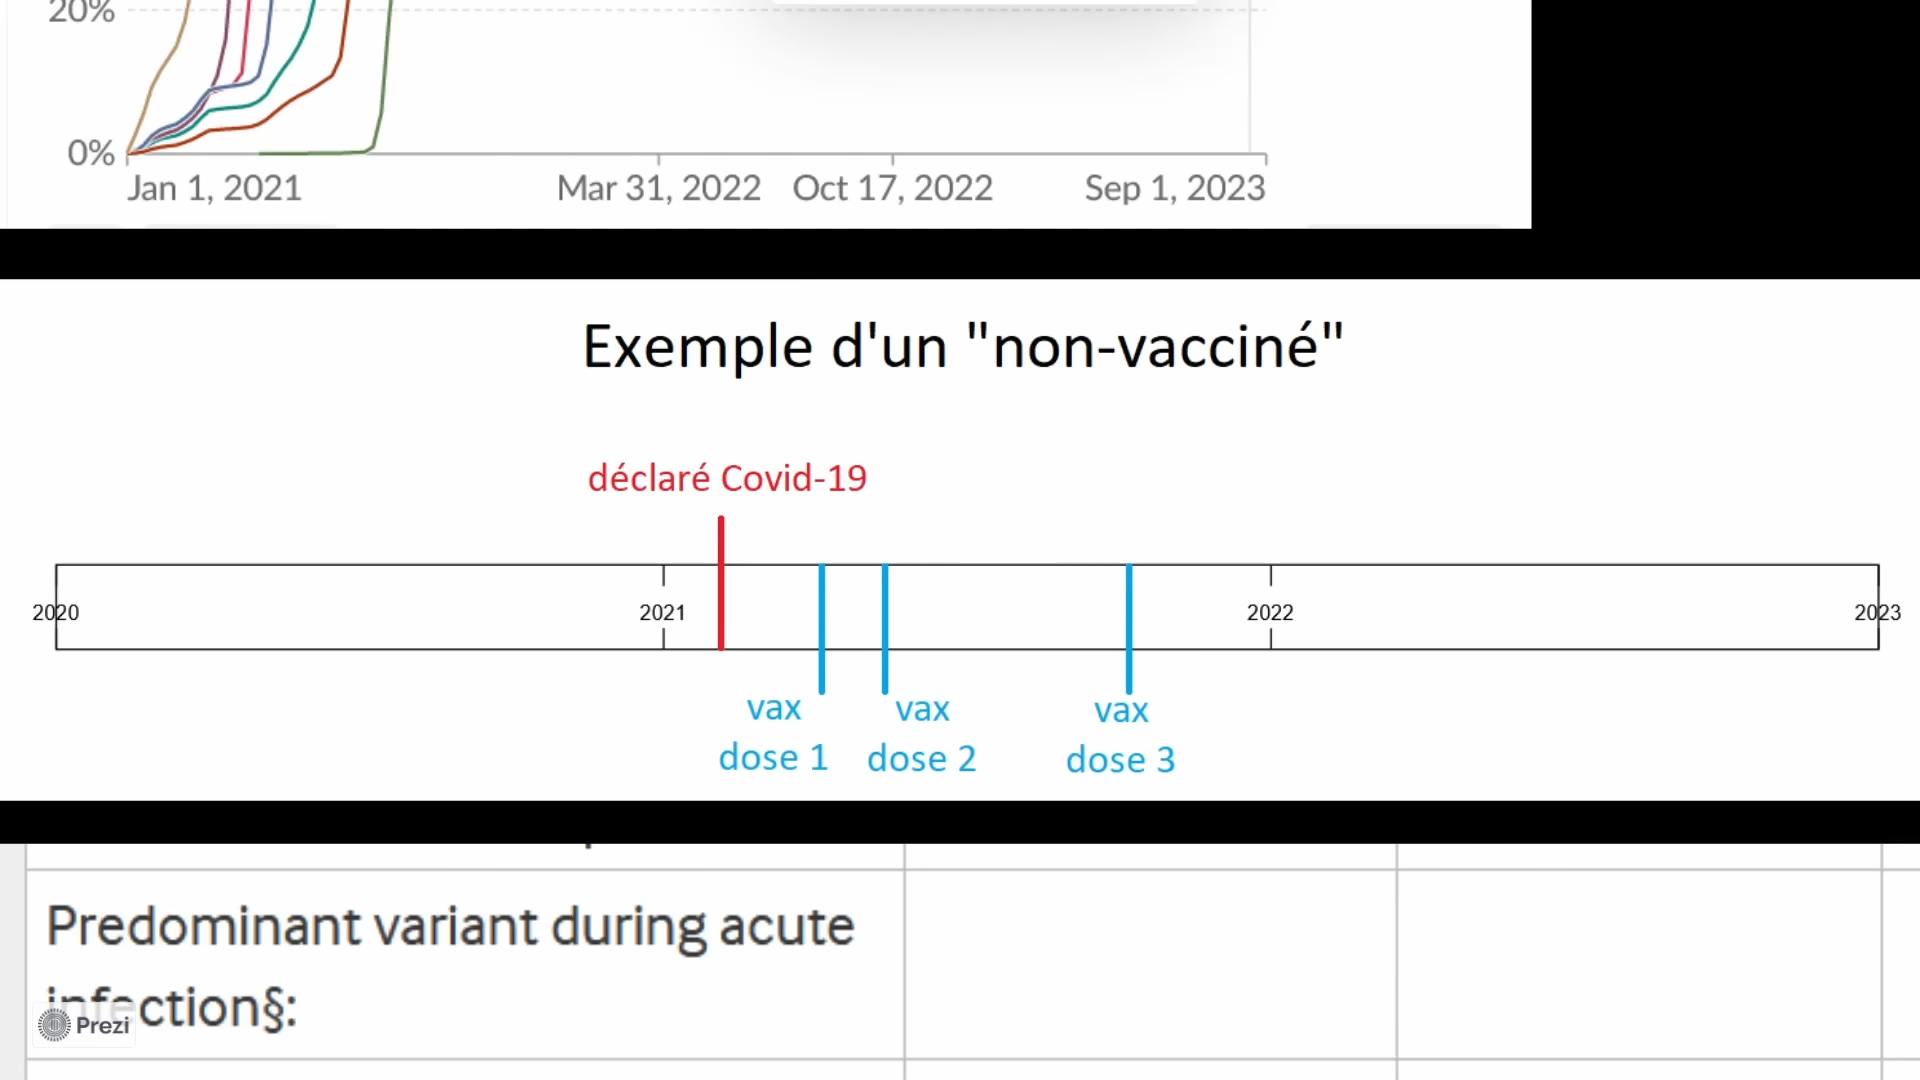 20%
0%
Jan 1, 2021 Mar 31, 2022 Oct 17, 2022 Sep 1, 2023
Exemple d'un "non-vacciné"
déclaré Covid-19
2020 2021 2022 2023
vax vax vax
dose 1 dose 2 dose 3
Predominant variant during acute
infection§:
Prezi